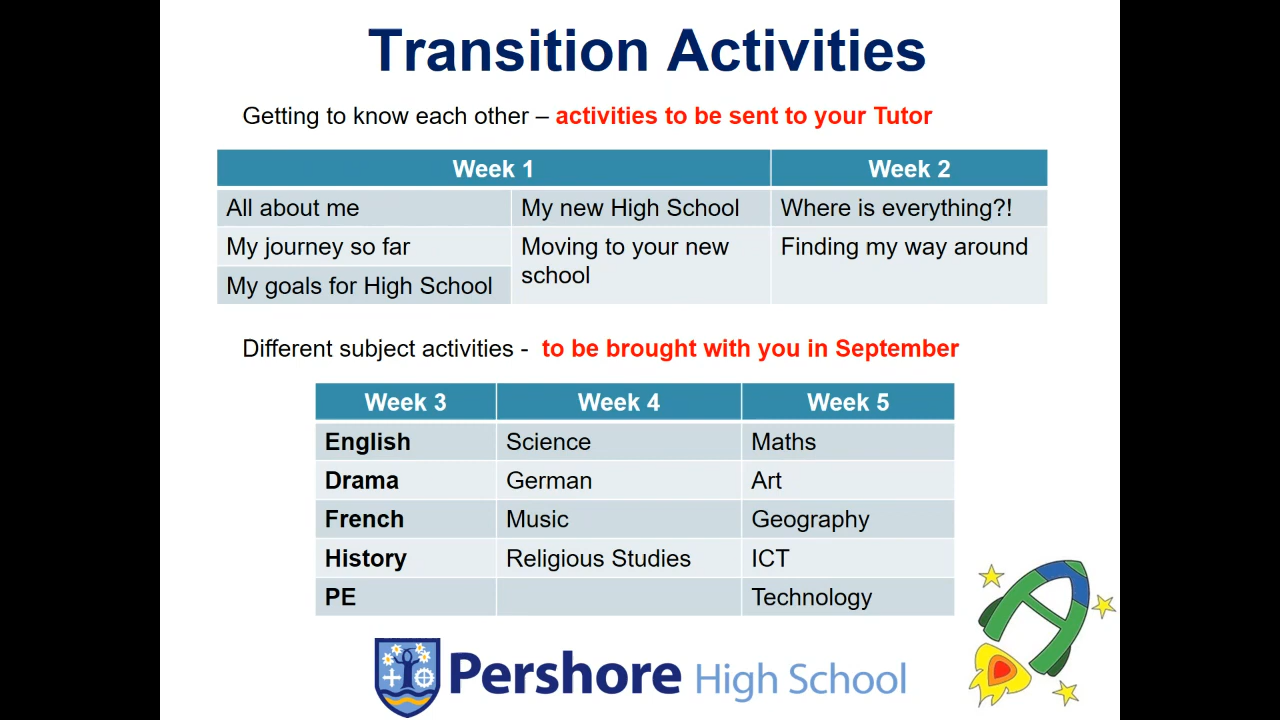 Transition Activities
Getting to know each other – activities to be sent to your Tutor
Week 1 Week 2
All about me My new High School Where is everything?!
My journey so far Moving to your new school Finding my way around
My goals for High School
Different subject activities - to be brought with you in September
Week 3 Week 4 Week 5
English Science Maths
Drama German Art
French Music Geography
History Religious Studies ICT
PE Technology
A
Pershore High School